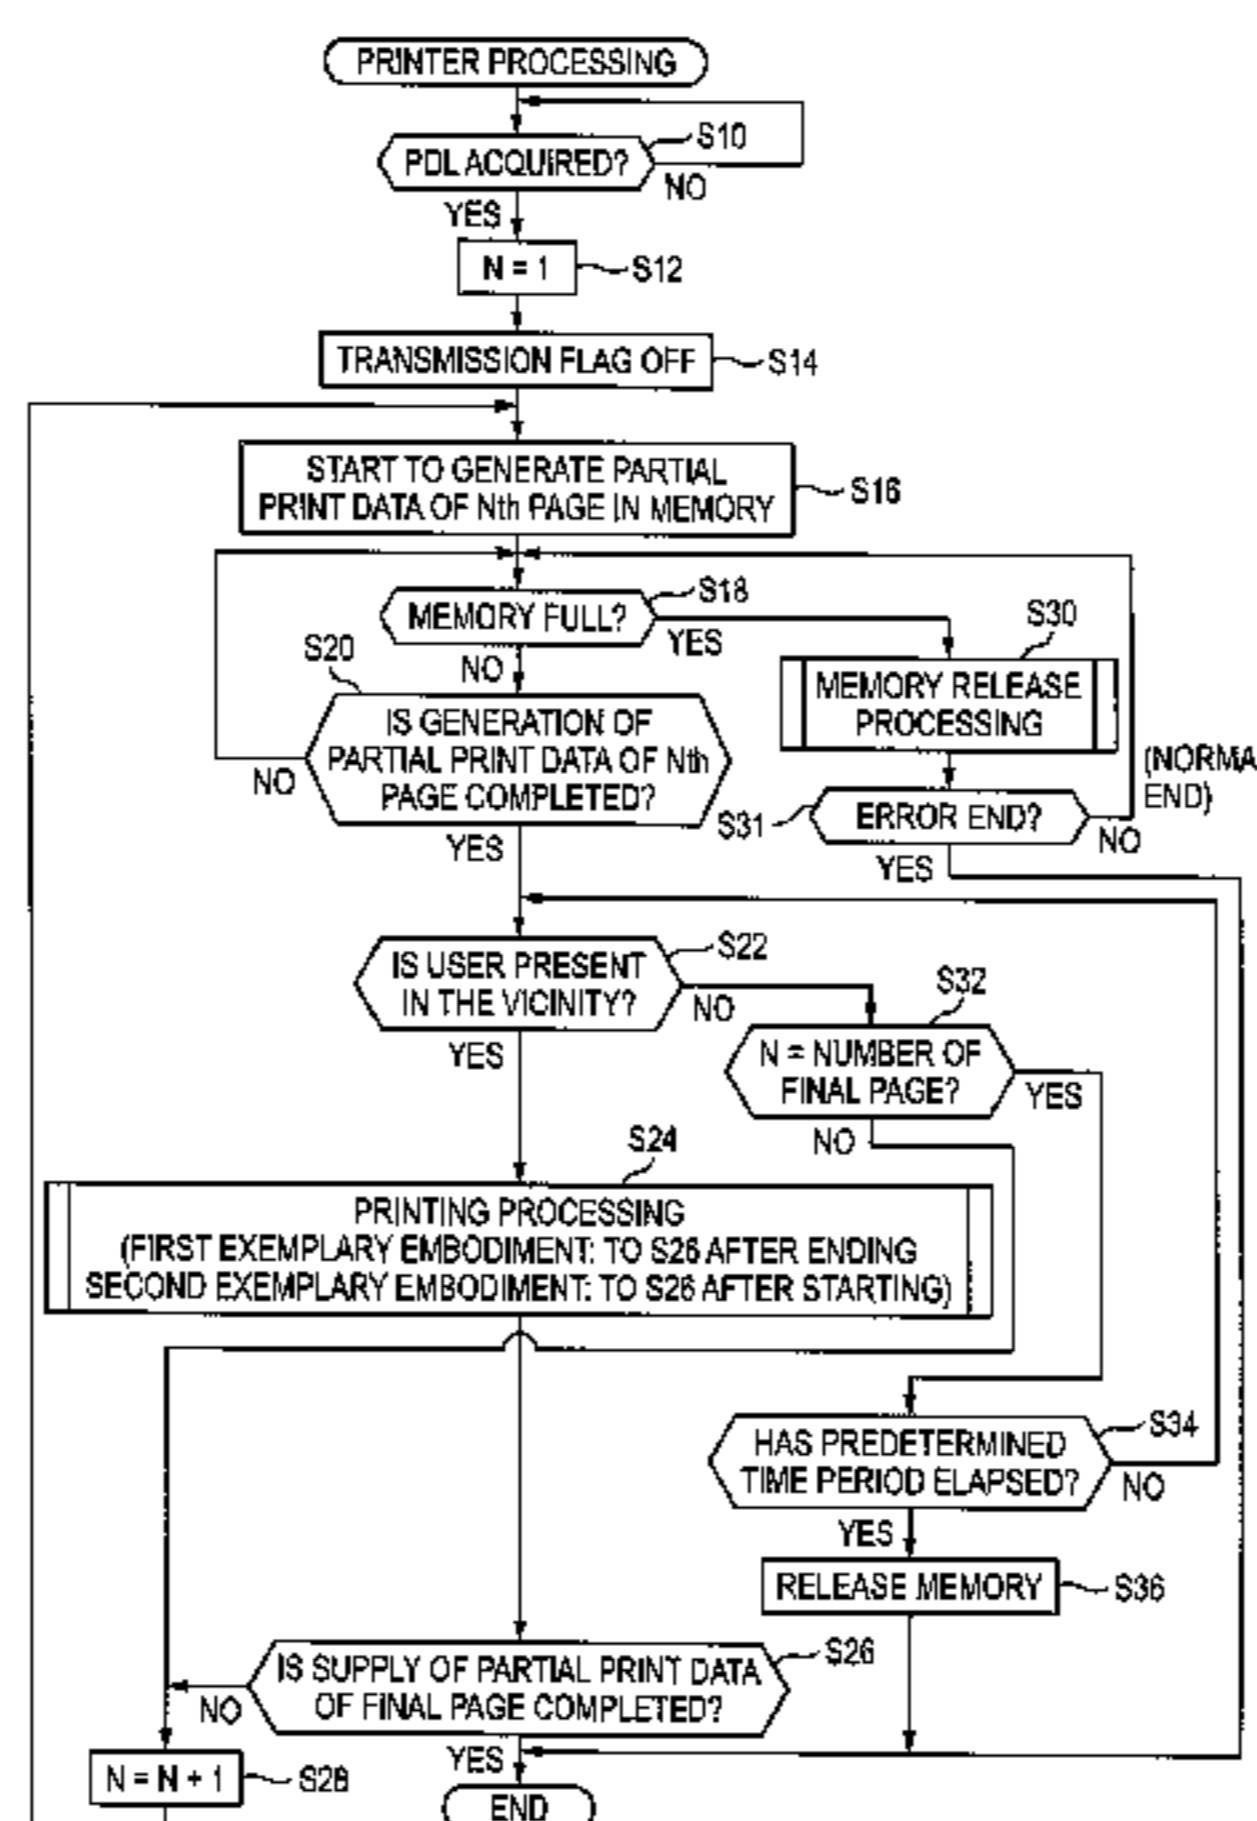 PRINTER PROCESSING
S10
PDL ACQUIRED?
NO
YES
N = 1
S12
TRANSMISSION FLAG OFF
S14
START TO GENERATE PARTIAL
PRINT DATA OF Nth PAGE IN MEMORY
S16
S18
MEMORY FULL?
YES
NO
S30
MEMORY RELEASE
PROCESSING
S20
IS GENERATION OF
PARTIAL PRINT DATA OF Nth
PAGE COMPLETED?
NO
YES
S31
ERROR END?
(NORMA
END)
NO
YES
S22
IS USER PRESENT
IN THE VICINITY?
NO
YES
S32
N = NUMBER OF
FINAL PAGE?
YES
NO
S24
PRINTING PROCESSING
(FIRST EXEMPLARY EMBODIMENT: TO S26 AFTER ENDING
SECOND EXEMPLARY EMBODIMENT: TO S26 AFTER STARTING)
S34
HAS PREDETERMINED
TIME PERIOD ELAPSED?
NO
YES
RELEASE MEMORY
S36
S26
IS SUPPLY OF PARTIAL PRINT DATA
OF FINAL PAGE COMPLETED?
NO
YES
N = N + 1
S28
END